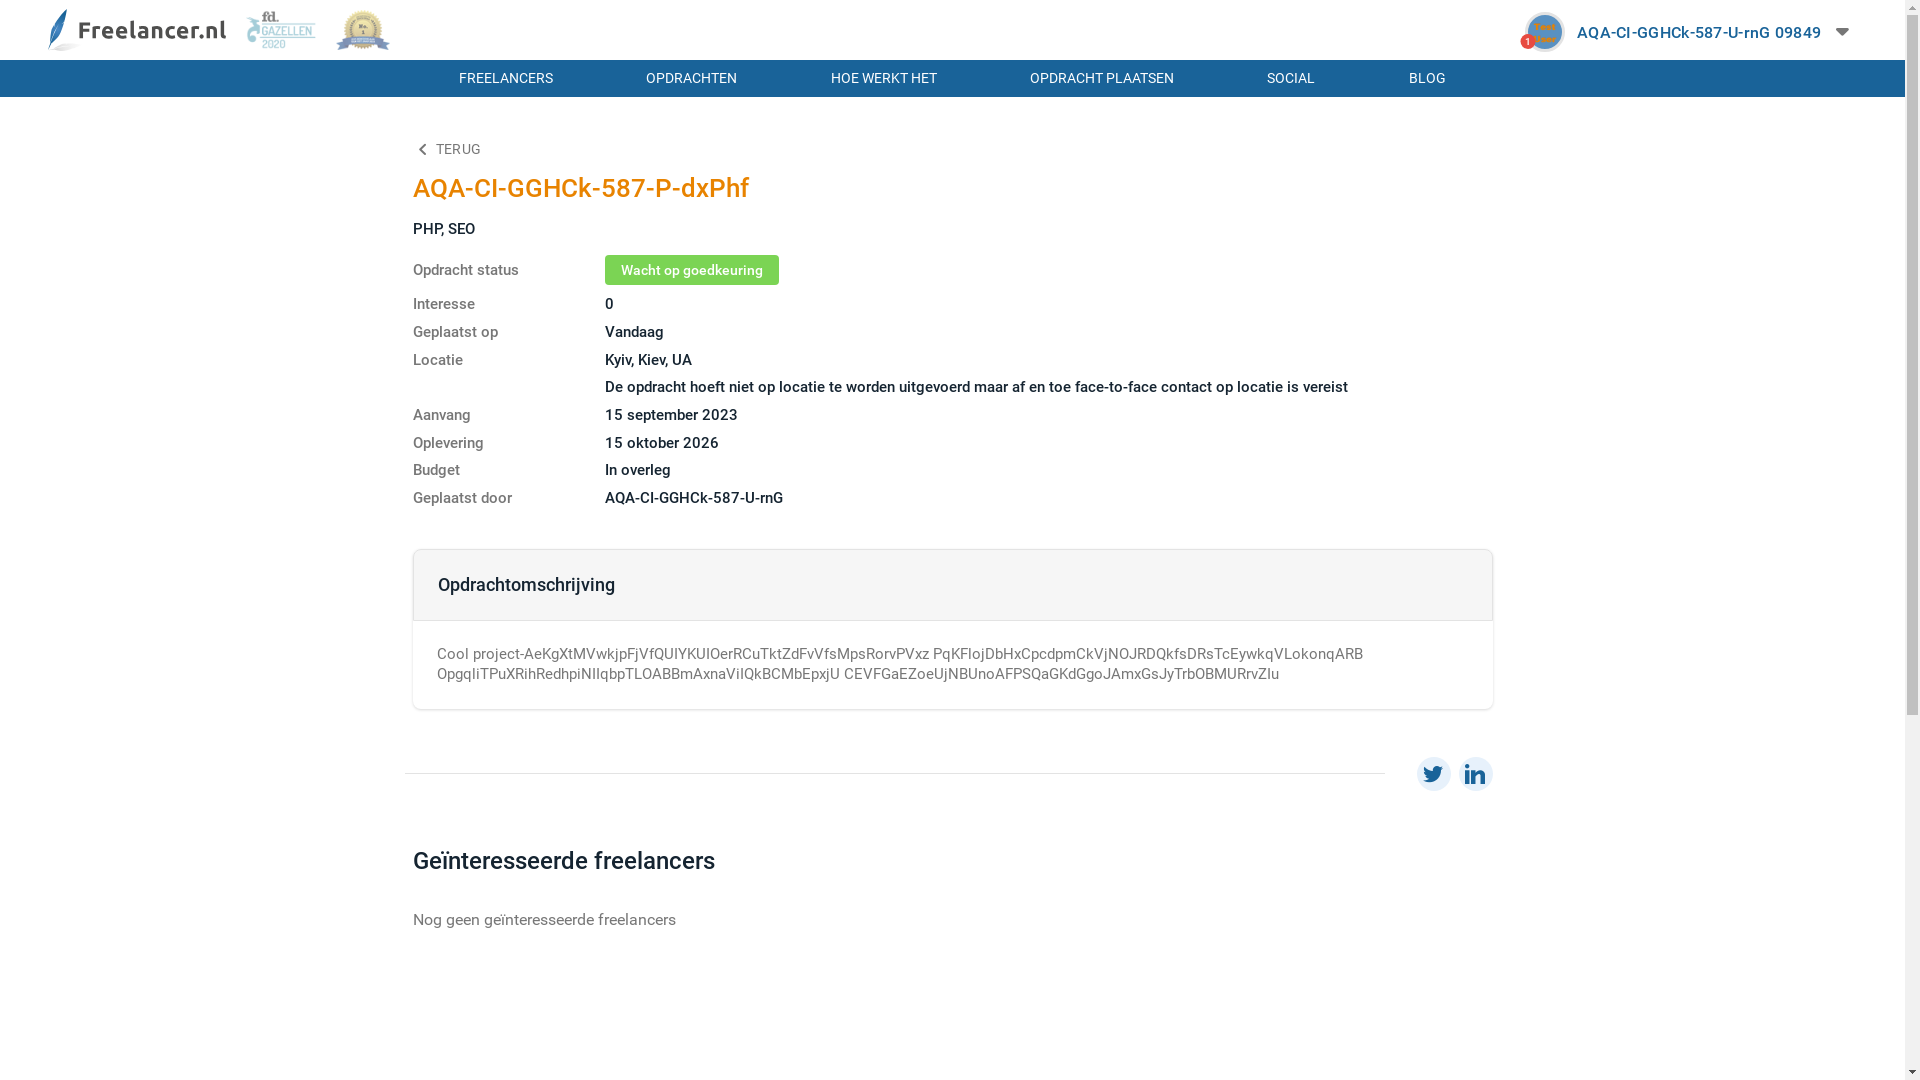 Freelancer.nl
fd.
GAZELLEN
2020
No.
1
1
AQA-CI-GGHCk-587-U-rnG 09849
FREELANCERS
OPDRACHTEN
HOE WERKT HET
OPDRACHT PLAATSEN
SOCIAL
BLOG
TERUG
AQA-CI-GGHCk-587-P-dxPhf
PHP, SEO
Opdracht status Wacht op goedkeuring
Interesse 0
Geplaatst op Vandaag
Locatie Kyiv, Kiev, UA
De opdracht hoeft niet op locatie te worden uitgevoerd maar af en toe face-to-face contact op locatie is vereist
Aanvang 15 september 2023
Oplevering 15 oktober 2026
Budget In overleg
Geplaatst door AQA-CI-GGHCk-587-U-rnG
Opdrachtomschrijving
Cool project-AeKgXtMVwkjpFjVfQUIYKUIOerRCuTktZdFvVfsMpsRorvPVxz PqKFIojDbHxCpcdpmCkVjNOJRDQkfsDRsTcEywkqVLokonqARB
OpgqliTPuXRihRedhpiNIIqbpTLOABBmAxnaViIQkBCMbEpxjU CEVFGaEZoeUjNBUnoAFPSQaGKdGgoJAmxGsJyTrbOBMURrvZIu
Geïnteresseerde freelancers
Nog geen geïnteresseerde freelancers